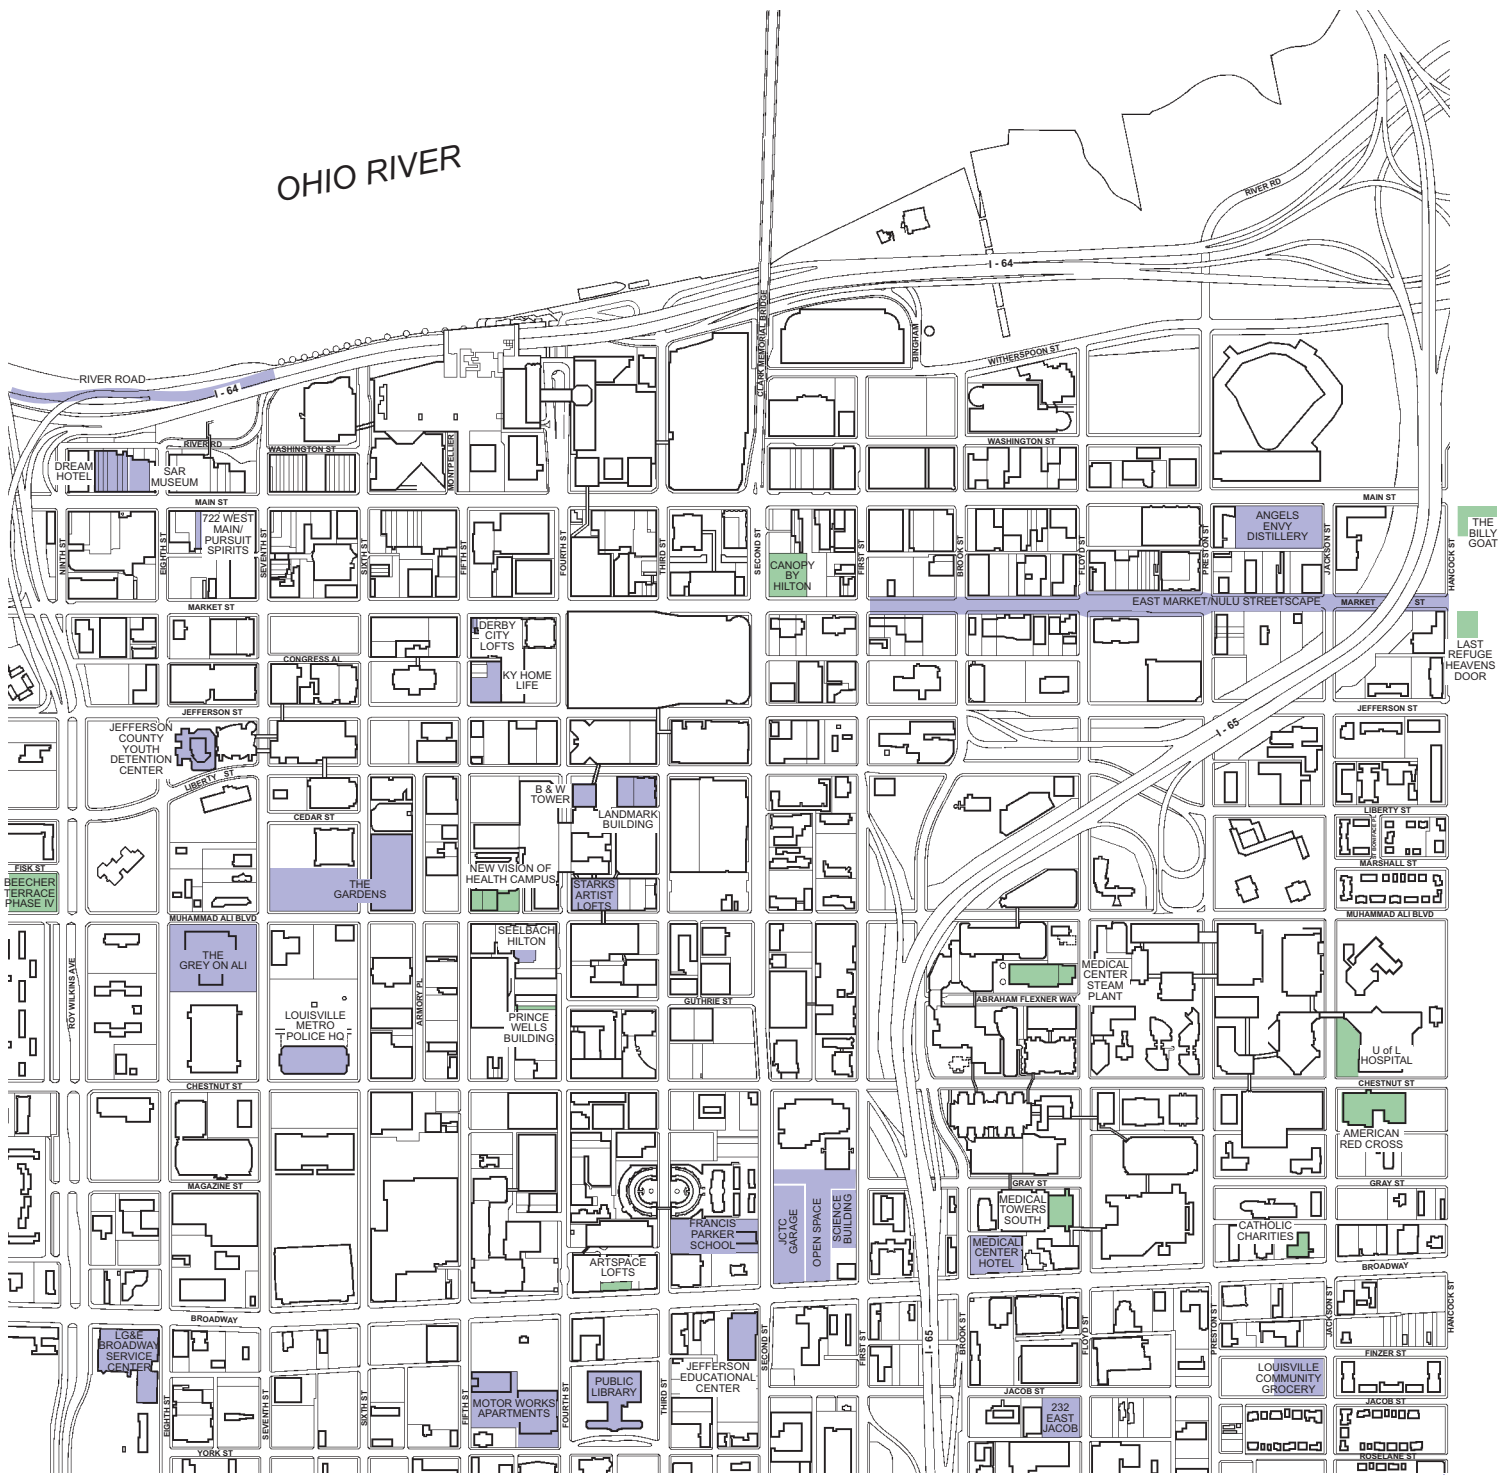 OHIO RIVER
RIVER RD
I - 64
CLARK MEMORIAL BRIDGE
BINGHAM
WITHERSPOON ST
RIVER ROAD
I - 64
RIVER RD
WASHINGTON ST
MONTPELLER
WASHINGTON ST
DREAM
HOTEL
SAR
MUSEUM
MAIN ST
MAIN ST
722 WEST
MAIN/
PURSUIT
SPIRITS
ANGELS
ENVY
DISTILLERY
THE
BILLY
GOAT
NINTH ST
EIGHTH ST
SEVENTH ST
SIXTH ST
FIFTH ST
FOURTH ST
THIRD ST
SECOND ST
FIRST ST
BROOK ST
FLOYD ST
PRESTON ST
JACKSON ST
HANCOCK ST
CANOPY
BY
HILTON
MARKET ST
EAST MARKET/NULU STREETSCAPE
MARKET
ST
DERBY
CITY
LOFTS
KY HOME
LIFE
CONGRESS AL
LAST
REFUGE
HEAVENS
DOOR
JEFFERSON ST
JEFFERSON ST
JEFFERSON
COUNTY
YOUTH
DETENTION
CENTER
I - 65
LIBERTY ST
B & W
TOWER
LANDMARK
BUILDING
CEDAR ST
LIBERTY ST
ST BONIFACE PL
MARSHALL ST
FISK ST
BEECHER
TERRACE
PHASE IV
THE
GARDENS
NEW VISION OF
HEALTH CAMPUS
STARKS
ARTIST
LOFTS
MUHAMMAD ALI BLVD
MUHAMMAD ALI BLVD
THE
GREY ON ALI
SEELBACH
HILTON
MEDICAL
CENTER
STEAM
PLANT
ROY WILKINS AVE
ARMORY PL
GUTHRIE ST
ABRAHAM FLEXNER WAY
LOUISVILLE
METRO
POLICE HQ
PRINCE
WELLS
BUILDING
U of L
HOSPITAL
CHESTNUT ST
CHESTNUT ST
AMERICAN
RED CROSS
MAGAZINE ST
GRAY ST
GRAY ST
JCTC
GARAGE
OPEN SPACE
SCIENCE
BUILDING
MEDICAL
TOWERS
SOUTH
FRANCIS
PARKER
SCHOOL
CATHOLIC
CHARITIES
MEDICAL
CENTER
HOTEL
ARTSPACE
LOFTS
BROADWAY
BROADWAY
LG&E
BROADWAY
SERVICE
CENTER
I - 65
SECOND ST
FIRST ST
BROOK ST
FLOYD ST
PRESTON ST
JACKSON ST
HANCOCK ST
FINZER ST
JEFFERSON
EDUCATIONAL
CENTER
LOUISVILLE
COMMUNITY
GROCERY
PUBLIC
LIBRARY
MOTOR WORKS
APARTMENTS
EIGHTH ST
SEVENTH ST
SIXTH ST
FIFTH ST
FOURTH ST
THIRD ST
JACOB ST
JACOB ST
232
EAST
JACOB
YORK ST
ROSELANE ST